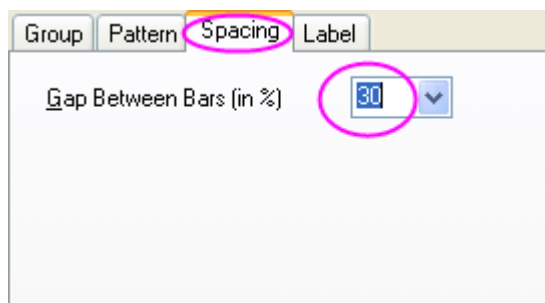 Group Pattern Spacing Label
Gap Between Bars (in %) 30